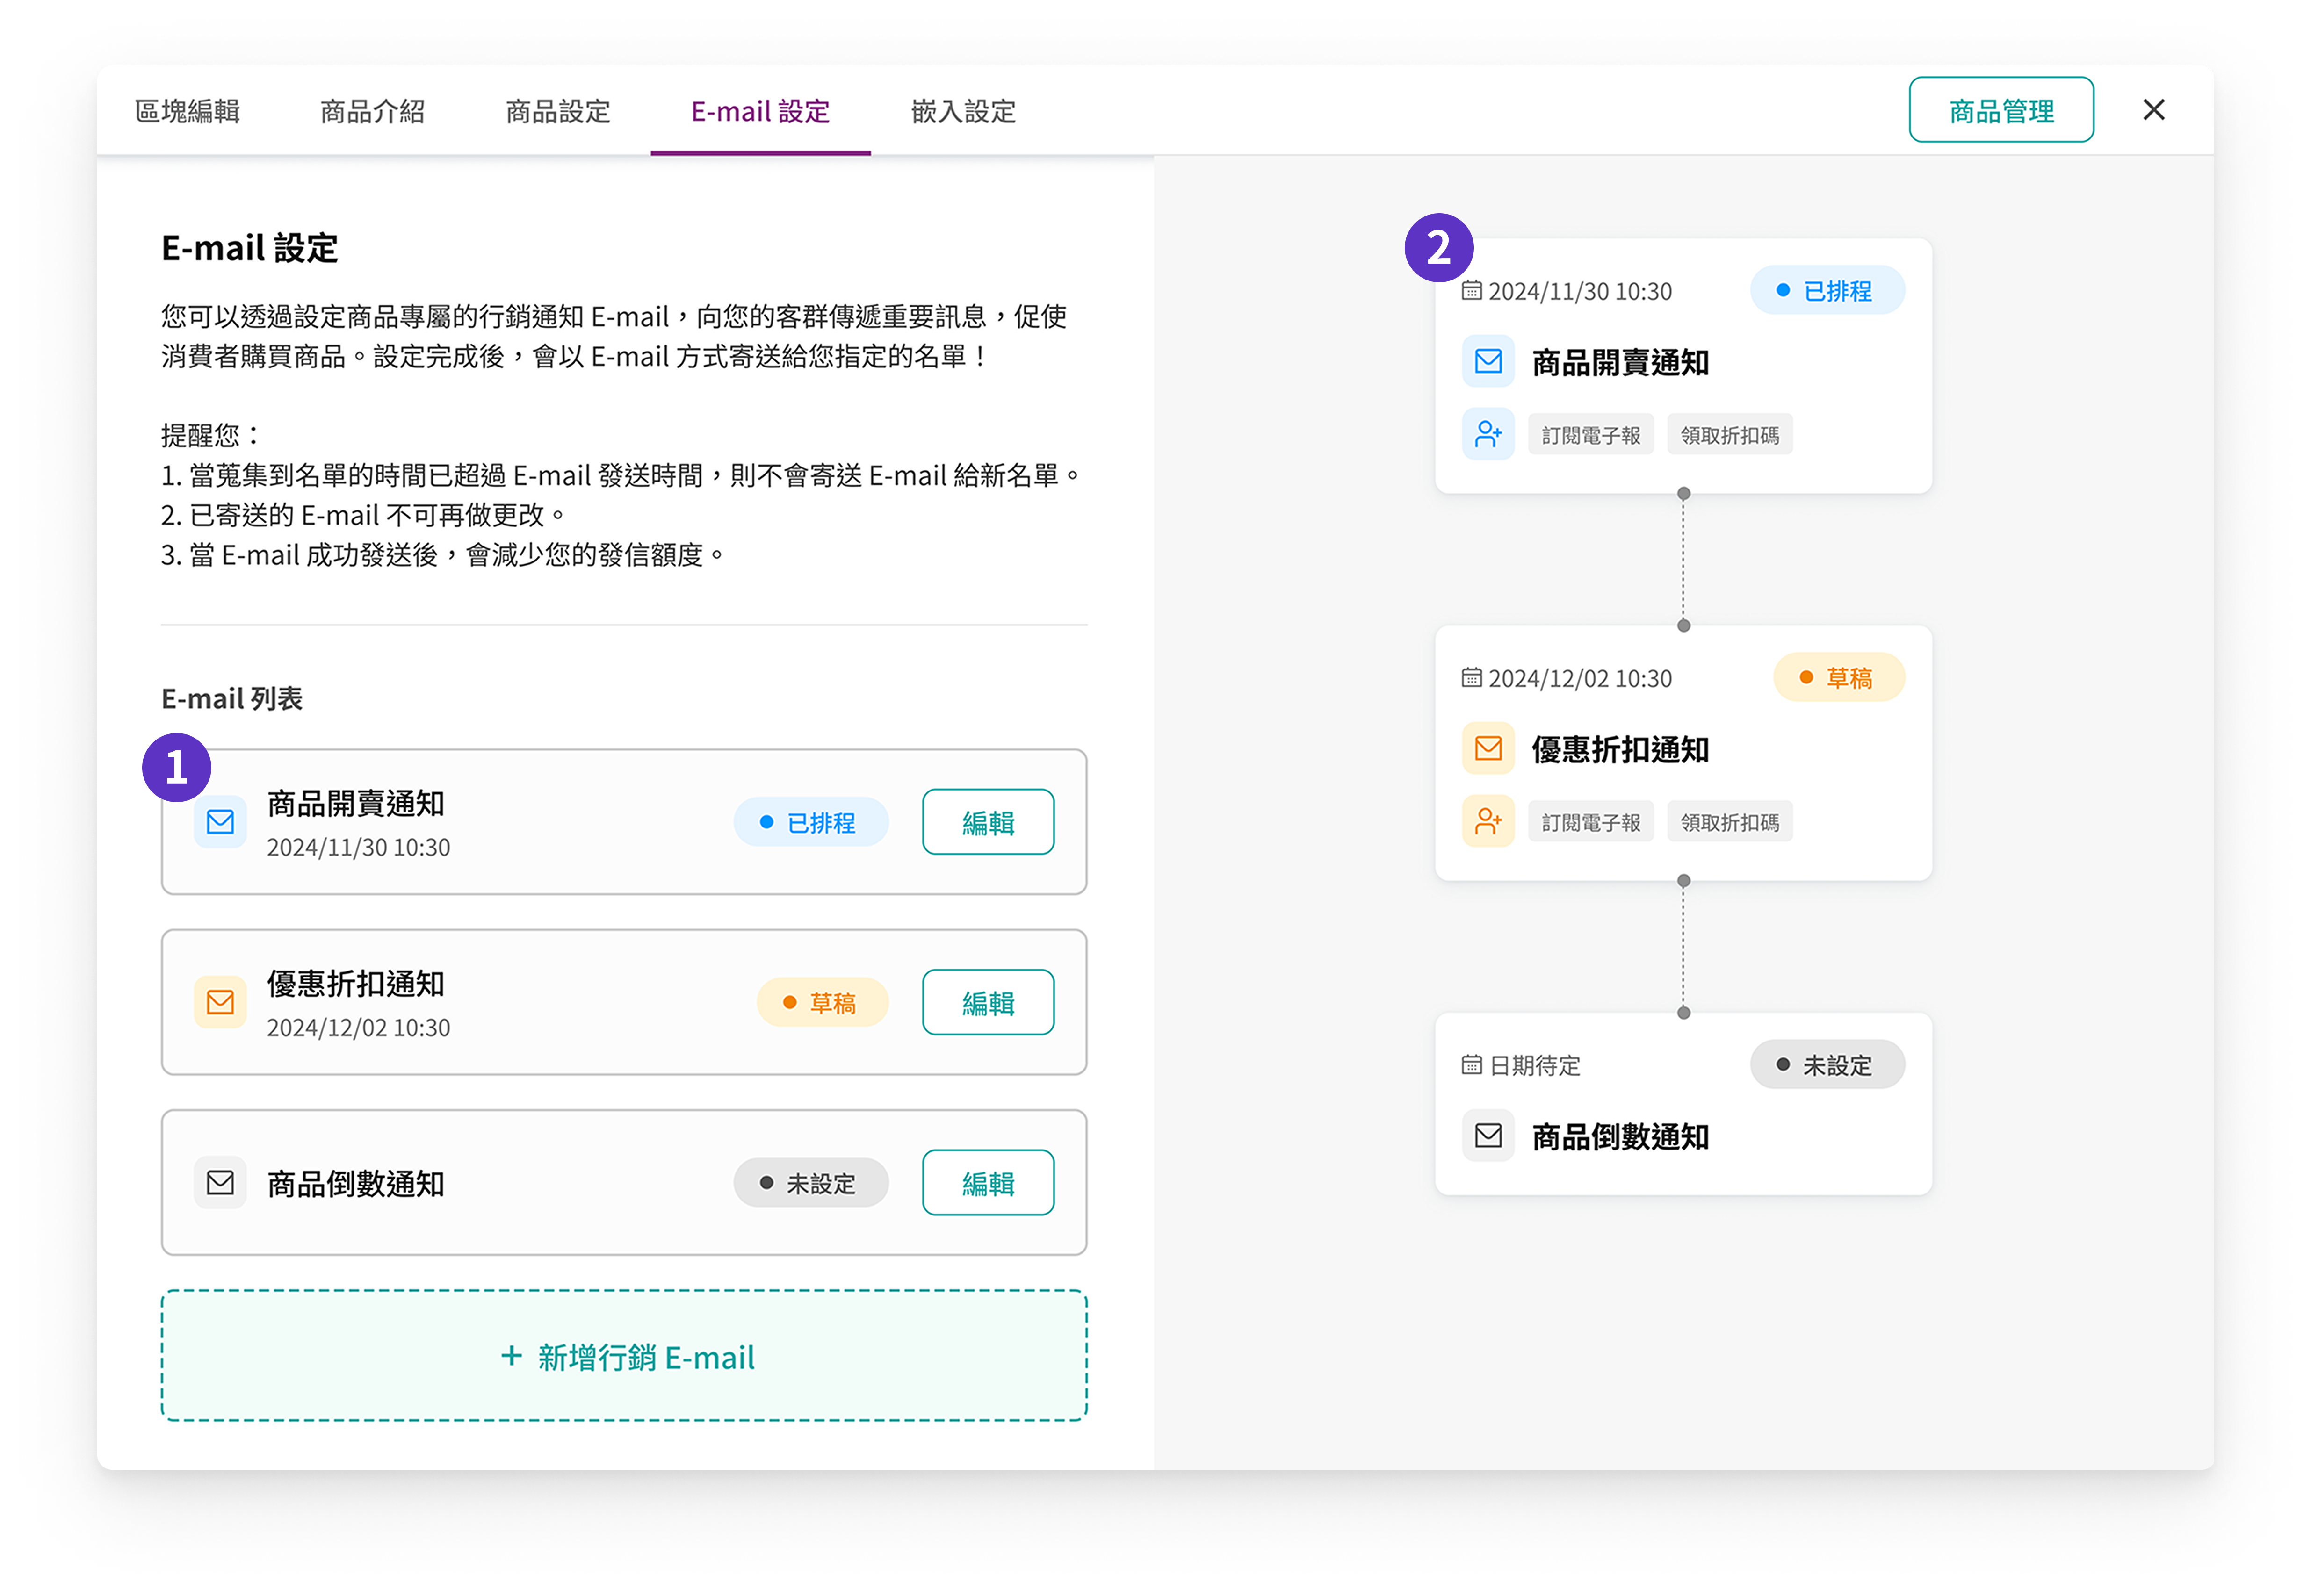 區塊編輯 商品介紹 商品設定 E-mail 設定 嵌入設定 商品管理
E-mail 設定
您可以透過設定商品專屬的行銷通知 E-mail，向您的客群傳遞重要訊息，促使
消費者購買商品。設定完成後，會以 E-mail 方式寄送給您指定的名單！
提醒您：
1. 當蒐集到名單的時間已超過 E-mail 發送時間，則不會寄送 E-mail 給新名單。
2. 已寄送的 E-mail 不可再做更改。
3. 當 E-mail 成功發送後，會減少您的發信額度。
E-mail 列表
1
商品開賣通知
2024/11/30 10:30
已排程
編輯
優惠折扣通知
2024/12/02 10:30
草稿
編輯
商品倒數通知
未設定
編輯
+ 新增行銷 E-mail
2
2024/11/30 10:30
已排程
商品開賣通知
訂閱電子報 領取折扣碼
2024/12/02 10:30
草稿
優惠折扣通知
訂閱電子報 領取折扣碼
日期待定
未設定
商品倒數通知